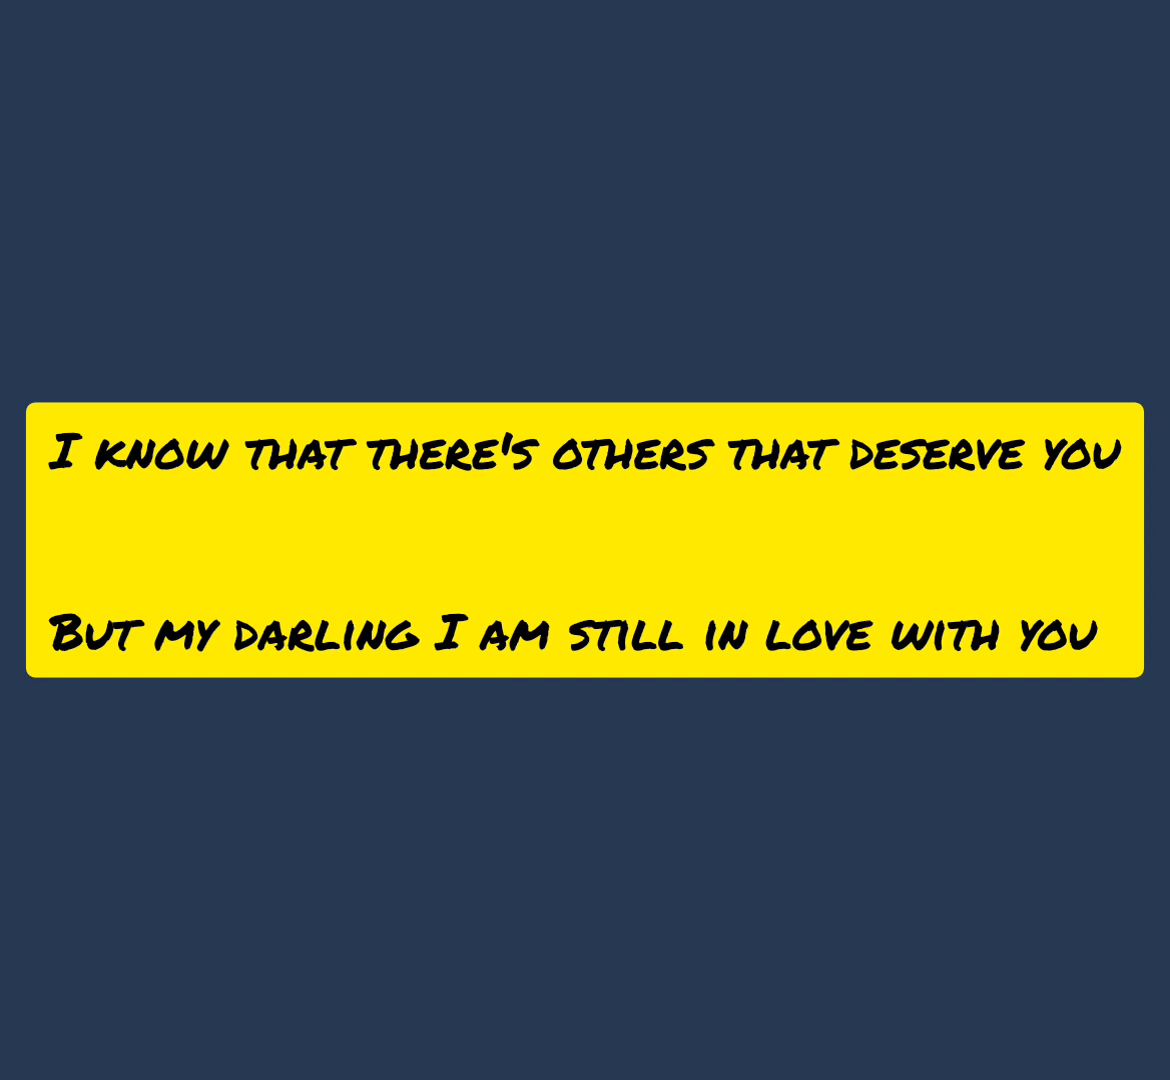 I know that there's others that deserve you
But my darling I am still in love with you